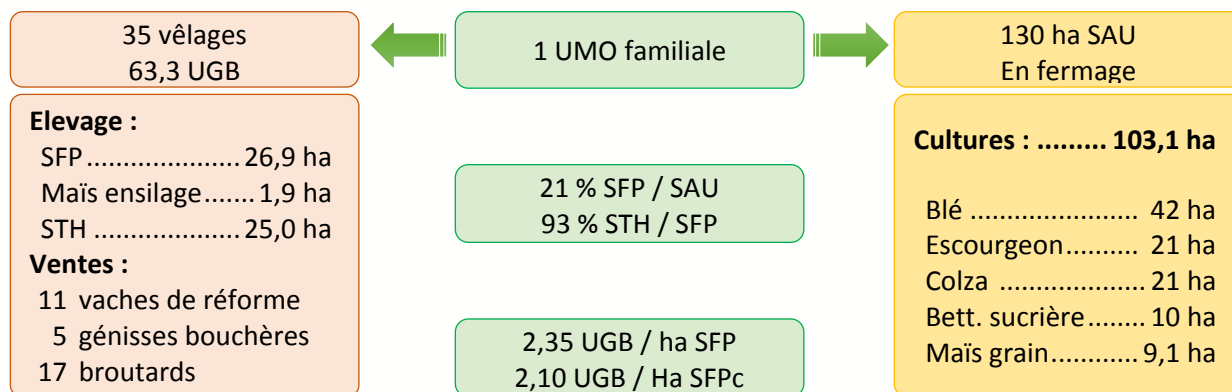 35 vêlages
63,3 UGB
1 UMO familiale
130 ha SAU
En fermage
Elevage :
SFP..................... 26,9 ha
Maïs ensilage....... 1,9 ha
STH .................... 25,0 ha
Ventes :
11 vaches de réforme
5 génisses bouchères
17 broutards
21 % SFP / SAU
93 % STH / SFP
2,35 UGB / ha SFP
2,10 UGB / Ha SFPc
Cultures : ......... 103,1 ha
Blé ....................... 42 ha
Escourgeon.......... 21 ha
Colza ................... 21 ha
Bett. sucrière....... 10 ha
Maïs grain............ 9,1 ha